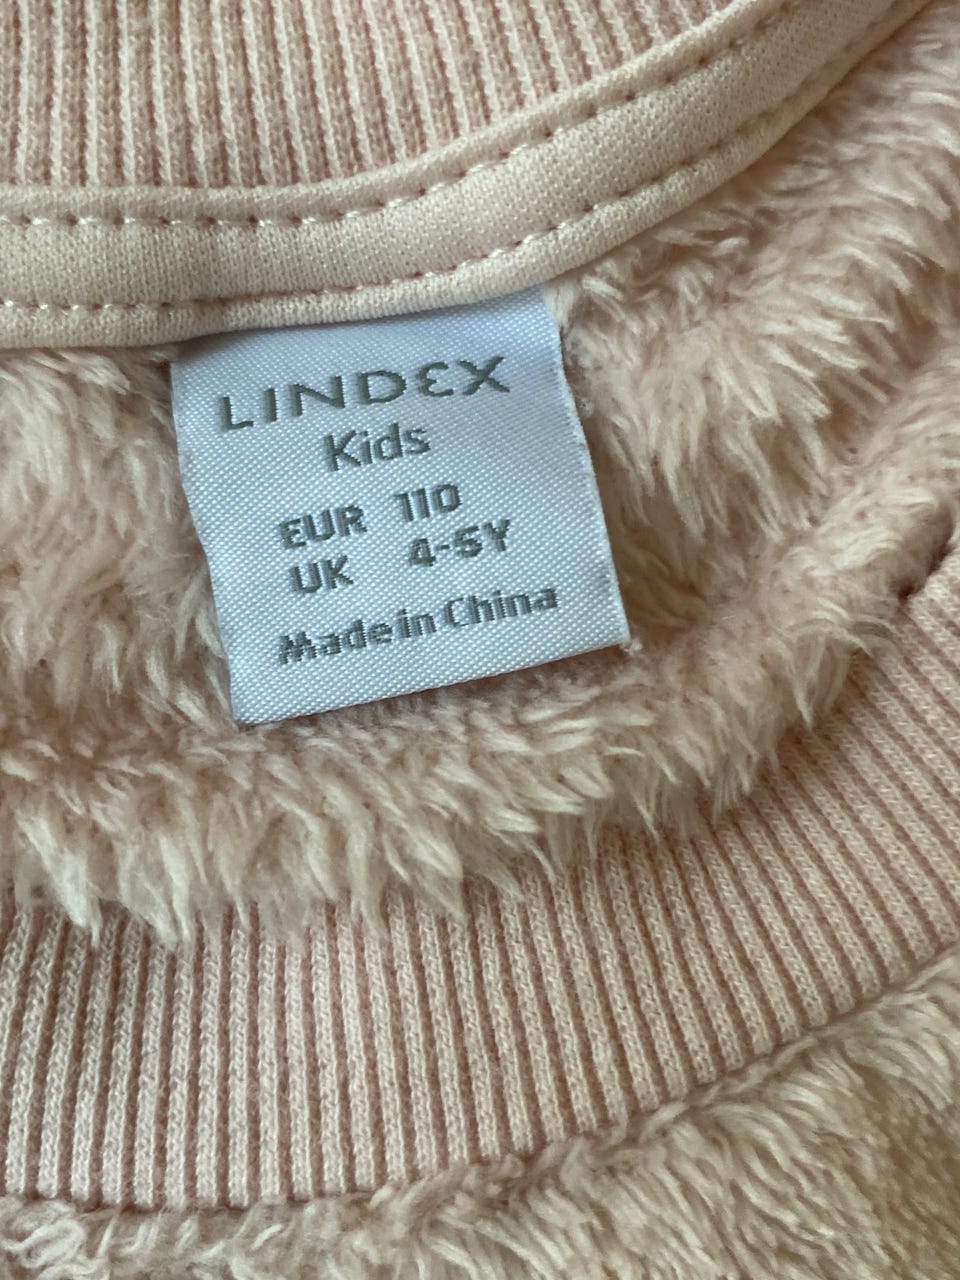 LINDEX
Kids
EUR 110
UK 4-5Y
Made in China